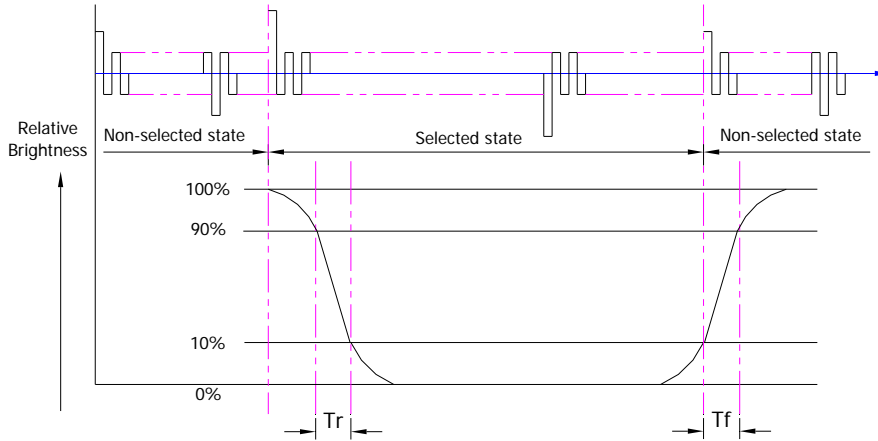 Relative
Brightness
Non-selected state
Selected state
Non-selected state
100%
90%
10%
0%
Tr
Tf